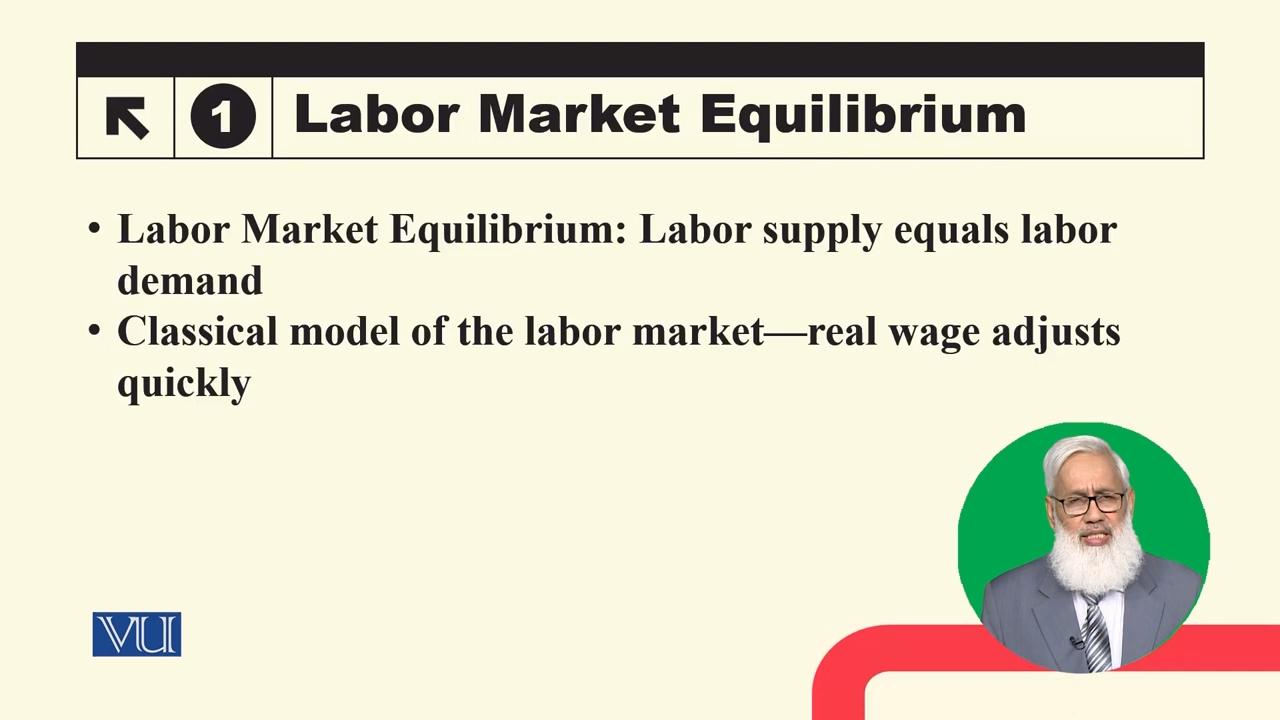 1 Labor Market Equilibrium
• Labor Market Equilibrium: Labor supply equals labor
demand
• Classical model of the labor market—real wage adjusts
quickly
VU